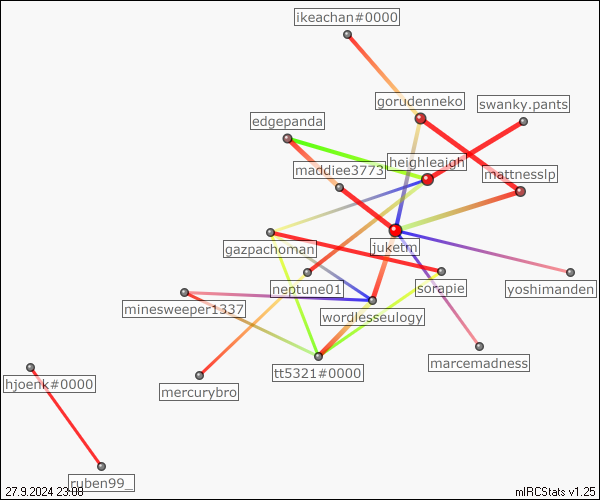 ikeachan#0000
gorudenneko
swanky.pants
edgepanda
heighleaigh
maddiee3773
mattnesslp
juketm
gazpachoman
neptune01
sorapie
yoshimanden
minesweeper1337
wordlesseulogy
marcemadness
tt5321#0000
hjoenk#0000
mercurybro
ruben99_
27.9.2024 23:08
mIRCStats v1.25